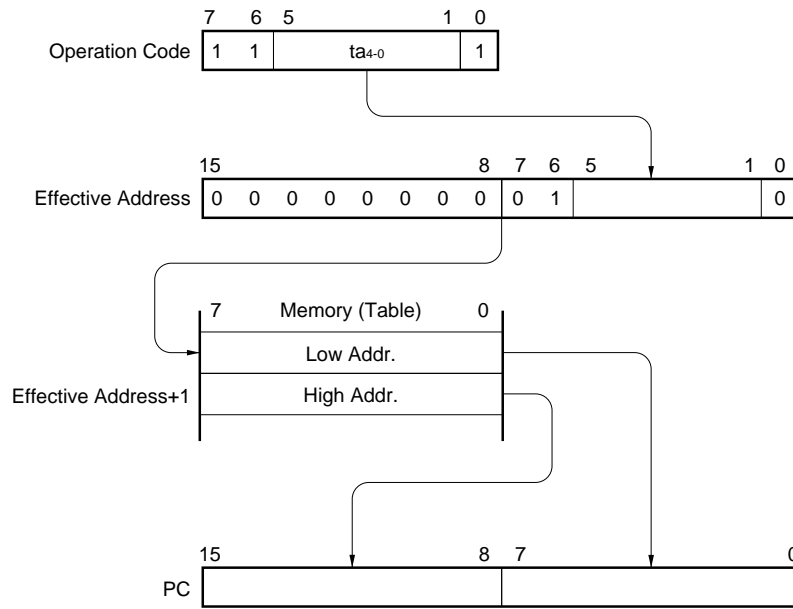 7 6 5 1 0
Operation Code 1 1 ta4-0 1
15 8 7 6 5 1 0
Effective Address 0 0 0 0 0 0 0 0 0 1 0
7 Memory (Table) 0
Low Addr.
Effective Address+1 High Addr.
15 8 7 0
PC